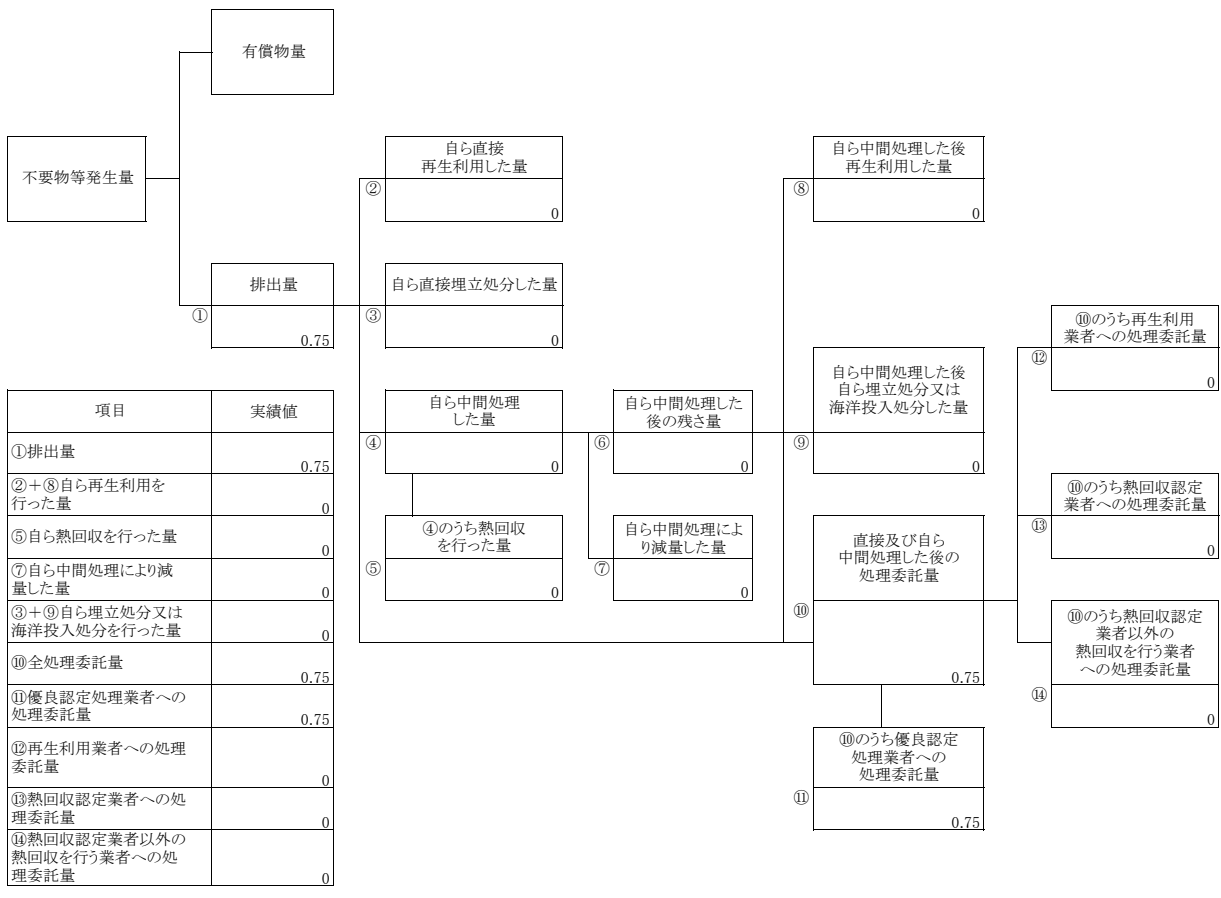 有償物量
不要物等発生量
自ら直接
再生利用した量
②
0
自ら中間処理した後
再生利用した量
⑧
0
排出量
①
0.75
自ら直接埋立処分した量
③
0
⑩のうち再生利用
業者への処理委託量
⑫
0
自ら中間処理
した量
④
0
自ら中間処理した
後の残さ量
⑥
0
自ら中間処理した後
自ら埋立処分又は
海洋投入処分した量
⑨
0
⑩のうち熱回収認定
業者への処理委託量
⑬
0
④のうち熱回収
を行った量
⑤
0
自ら中間処理によ
り減量した量
⑦
0
直接及び自ら
中間処理した後の
処理委託量
⑩
0.75
⑩のうち熱回収認定
業者以外の
熱回収を行う業者
への処理委託量
⑭
0
⑩のうち優良認定
処理業者への
処理委託量
⑪
0.75
項目 実績値
①排出量
0.75
②+⑧自ら再生利用を
行った量
0
⑤自ら熱回収を行った量
0
⑦自ら中間処理により減
量した量
0
③+⑨自ら埋立処分又は
海洋投入処分を行った量
0
⑩全処理委託量
0.75
⑪優良認定処理業者への
処理委託量
0.75
⑫再生利用業者への処理
委託量
0
⑬熱回収認定業者への処
理委託量
0
⑭熱回収認定業者以外の
熱回収を行う業者への処
理委託量
0